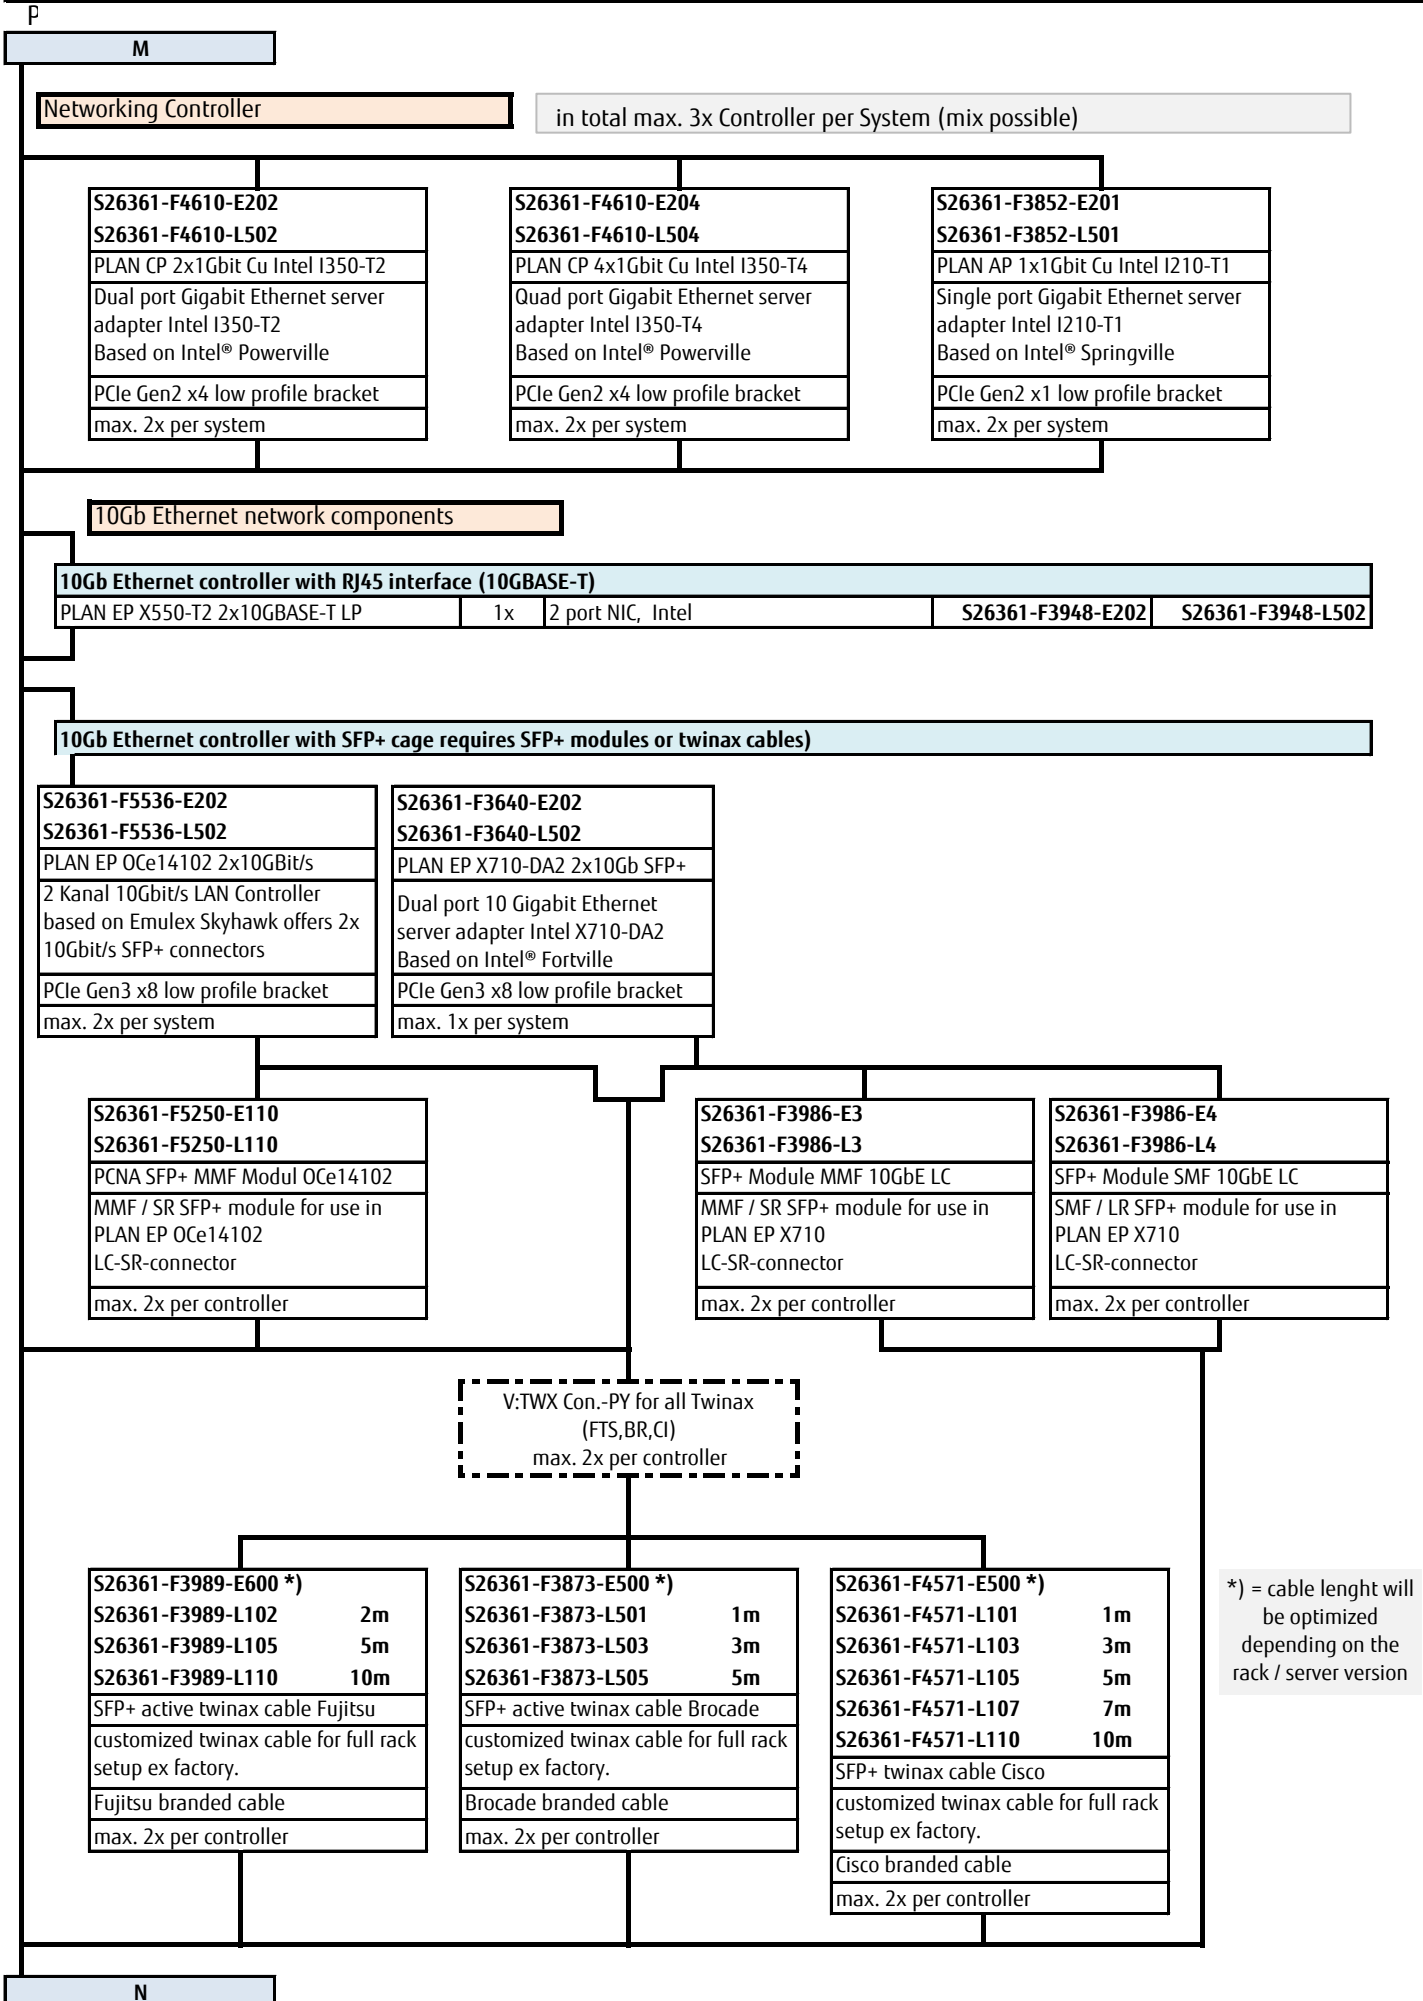 P
M
Networking Controller
in total max. 3x Controller per System (mix possible)
S26361-F4610-E202
S26361-F4610-L502
PLAN CP 2x1Gbit Cu Intel I350-T2
Dual port Gigabit Ethernet server
adapter Intel I350-T2
Based on Intel® Powerville
PCIe Gen2 x4 low profile bracket
max. 2x per system
S26361-F4610-E204
S26361-F4610-L504
PLAN CP 4x1Gbit Cu Intel I350-T4
Quad port Gigabit Ethernet server
adapter Intel I350-T4
Based on Intel® Powerville
PCIe Gen2 x4 low profile bracket
max. 2x per system
S26361-F3852-E201
S26361-F3852-L501
PLAN AP 1x1Gbit Cu Intel I210-T1
Single port Gigabit Ethernet server
adapter Intel I210-T1
Based on Intel® Springville
PCIe Gen2 x1 low profile bracket
max. 2x per system
10Gb Ethernet network components
10Gb Ethernet controller with RJ45 interface (10GBASE-T)
PLAN EP X550-T2 2x10GBASE-T LP 1x 2 port NIC, Intel S26361-F3948-E202 S26361-F3948-L502
10Gb Ethernet controller with SFP+ cage requires SFP+ modules or twinax cables)
S26361-F5536-E202
S26361-F5536-L502
PLAN EP OCe14102 2x10GBit/s
2 Kanal 10Gbit/s LAN Controller
based on Emulex Skyhawk offers 2x
10Gbit/s SFP+ connectors
PCIe Gen3 x8 low profile bracket
max. 2x per system
S26361-F3640-E202
S26361-F3640-L502
PLAN EP X710-DA2 2x10Gb SFP+
Dual port 10 Gigabit Ethernet
server adapter Intel X710-DA2
Based on Intel® Fortville
PCIe Gen3 x8 low profile bracket
max. 1x per system
S26361-F5250-E110
S26361-F5250-L110
PCNA SFP+ MMF Modul OCe14102
MMF / SR SFP+ module for use in
PLAN EP OCe14102
LC-SR-connector
max. 2x per controller
S26361-F3986-E3
S26361-F3986-L3
SFP+ Module MMF 10GbE LC
MMF / SR SFP+ module for use in
PLAN EP X710
LC-SR-connector
max. 2x per controller
S26361-F3986-E4
S26361-F3986-L4
SFP+ Module SMF 10GbE LC
SMF / LR SFP+ module for use in
PLAN EP X710
LC-SR-connector
max. 2x per controller
V:TWX Con.-PY for all Twinax
(FTS,BR,CI)
max. 2x per controller
S26361-F3989-E600 *)
S26361-F3989-L102 2m
S26361-F3989-L105 5m
S26361-F3989-L110 10m
SFP+ active twinax cable Fujitsu
customized twinax cable for full rack
setup ex factory.
Fujitsu branded cable
max. 2x per controller
S26361-F3873-E500 *)
S26361-F3873-L501 1m
S26361-F3873-L503 3m
S26361-F3873-L505 5m
SFP+ active twinax cable Brocade
customized twinax cable for full rack
setup ex factory.
Brocade branded cable
max. 2x per controller
S26361-F4571-E500 *)
S26361-F4571-L101 1m
S26361-F4571-L103 3m
S26361-F4571-L105 5m
S26361-F4571-L107 7m
S26361-F4571-L110 10m
SFP+ twinax cable Cisco
customized twinax cable for full rack
setup ex factory.
Cisco branded cable
max. 2x per controller
*) = cable lenght will
be optimized
depending on the
rack / server version
N